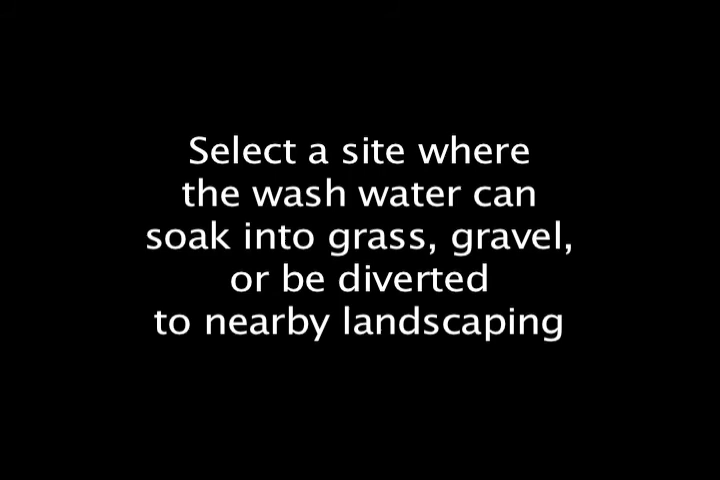 Select a site where
the wash water can
soak into grass, gravel,
or be diverted
to nearby landscaping